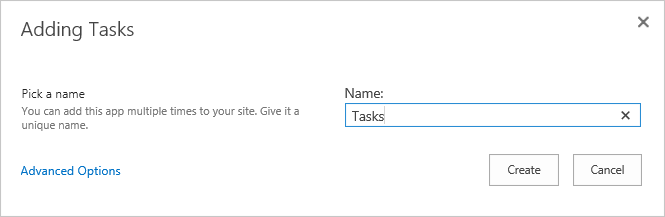 Adding Tasks
Pick a name
You can add this app multiple times to your site. Give it a
unique name.
Name:
Tasks
Advanced Options
Create
Cancel